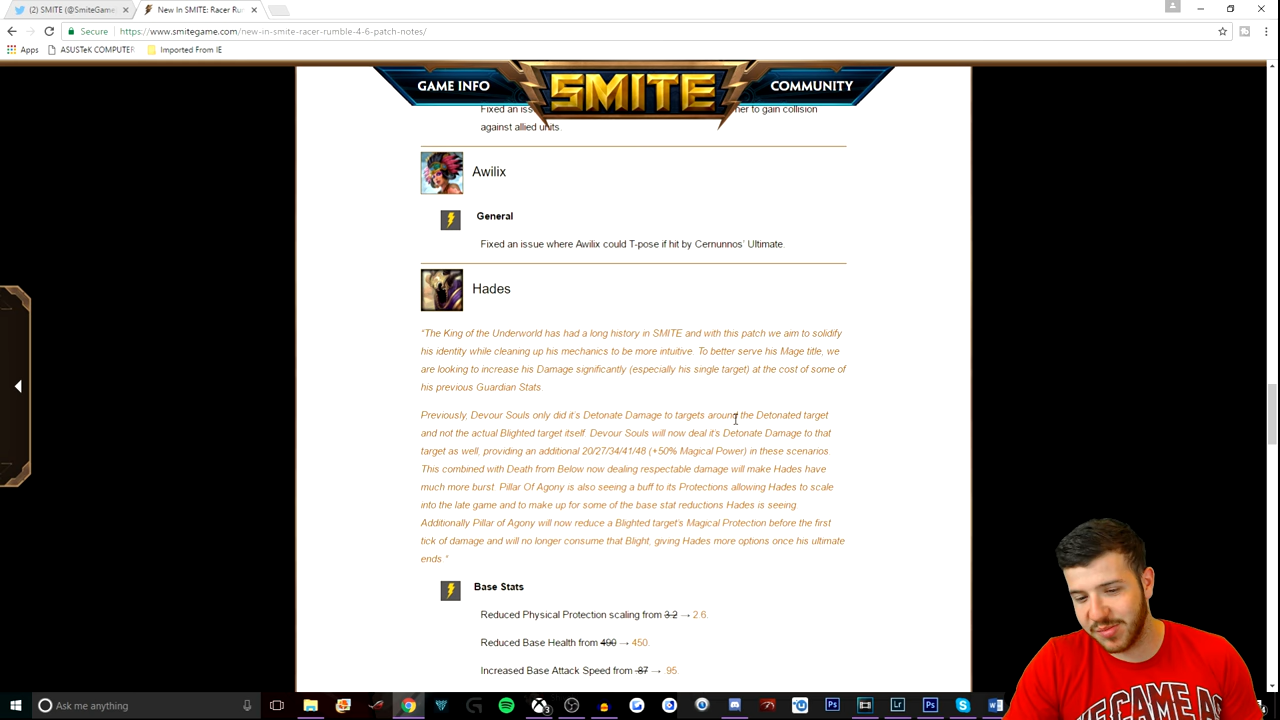 (2) SMITE (@SmiteGame
New In SMITE: Racer Ru
Secure
https://www.smitegame.com/new-in-smite-racer-rumble-4-6-patch-notes/
Apps
ASUSTeK COMPUTER
Imported From IE
GAME INFO
SMITE
COMMUNITY
Fixed an iss her to gain collision
against allied units.
Awilix
General
Fixed an issue where Awilix could T-pose if hit by Cernunnos' Ultimate.
Hades
"The King of the Underworld has had a long history in SMITE and with this patch we aim to solidify
his identity while cleaning up his mechanics to be more intuitive. To better serve his Mage title, we
are looking to increase his Damage significantly (especially his single target) at the cost of some of
his previous Guardian Stats.
Previously, Devour Souls only did it's Detonate Damage to targets around the Detonated target
and not the actual Blighted target itself. Devour Souls will now deal it's Detonate Damage to that
target as well, providing an additional 20/27/34/41/48 (+50% Magical Power) in these scenarios.
This combined with Death from Below now dealing respectable damage will make Hades have
much more burst. Pillar Of Agony is also seeing a buff to its Protections allowing Hades to scale
into the late game and to make up for some of the base stat reductions Hades is seeing
Additionally Pillar of Agony will now reduce a Blighted target's Magical Protection before the first
tick of damage and will no longer consume that Blight, giving Hades more options once his ultimate
ends."
Base Stats
Reduced Physical Protection scaling from 3.2 → 2.6.
Reduced Base Health from 490 → 450.
Increased Base Attack Speed from .87 → .95
Ask me anything
WE CAME AS